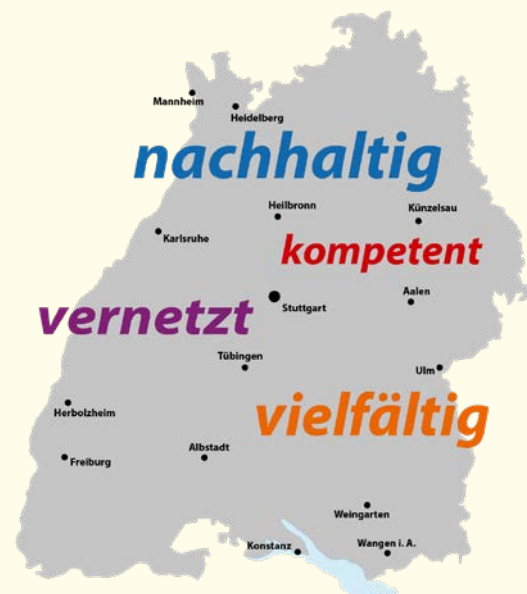 Mannheim
Heidelberg
nachhaltig
Heilbronn
Künzelsau
Karlsruhe
kompetent
Aalen
vernetzt
Stuttgart
Tübingen
Ulm
Herbolzheim
vielfältig
Albstadt
Freiburg
Weingarten
Konstanz
Wangen i. A.